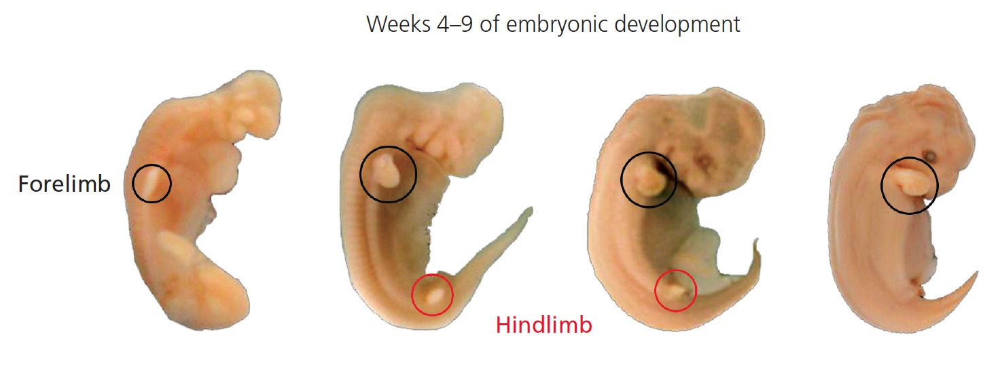 Weeks 4–9 of embryonic development
Forelimb
Hindlimb